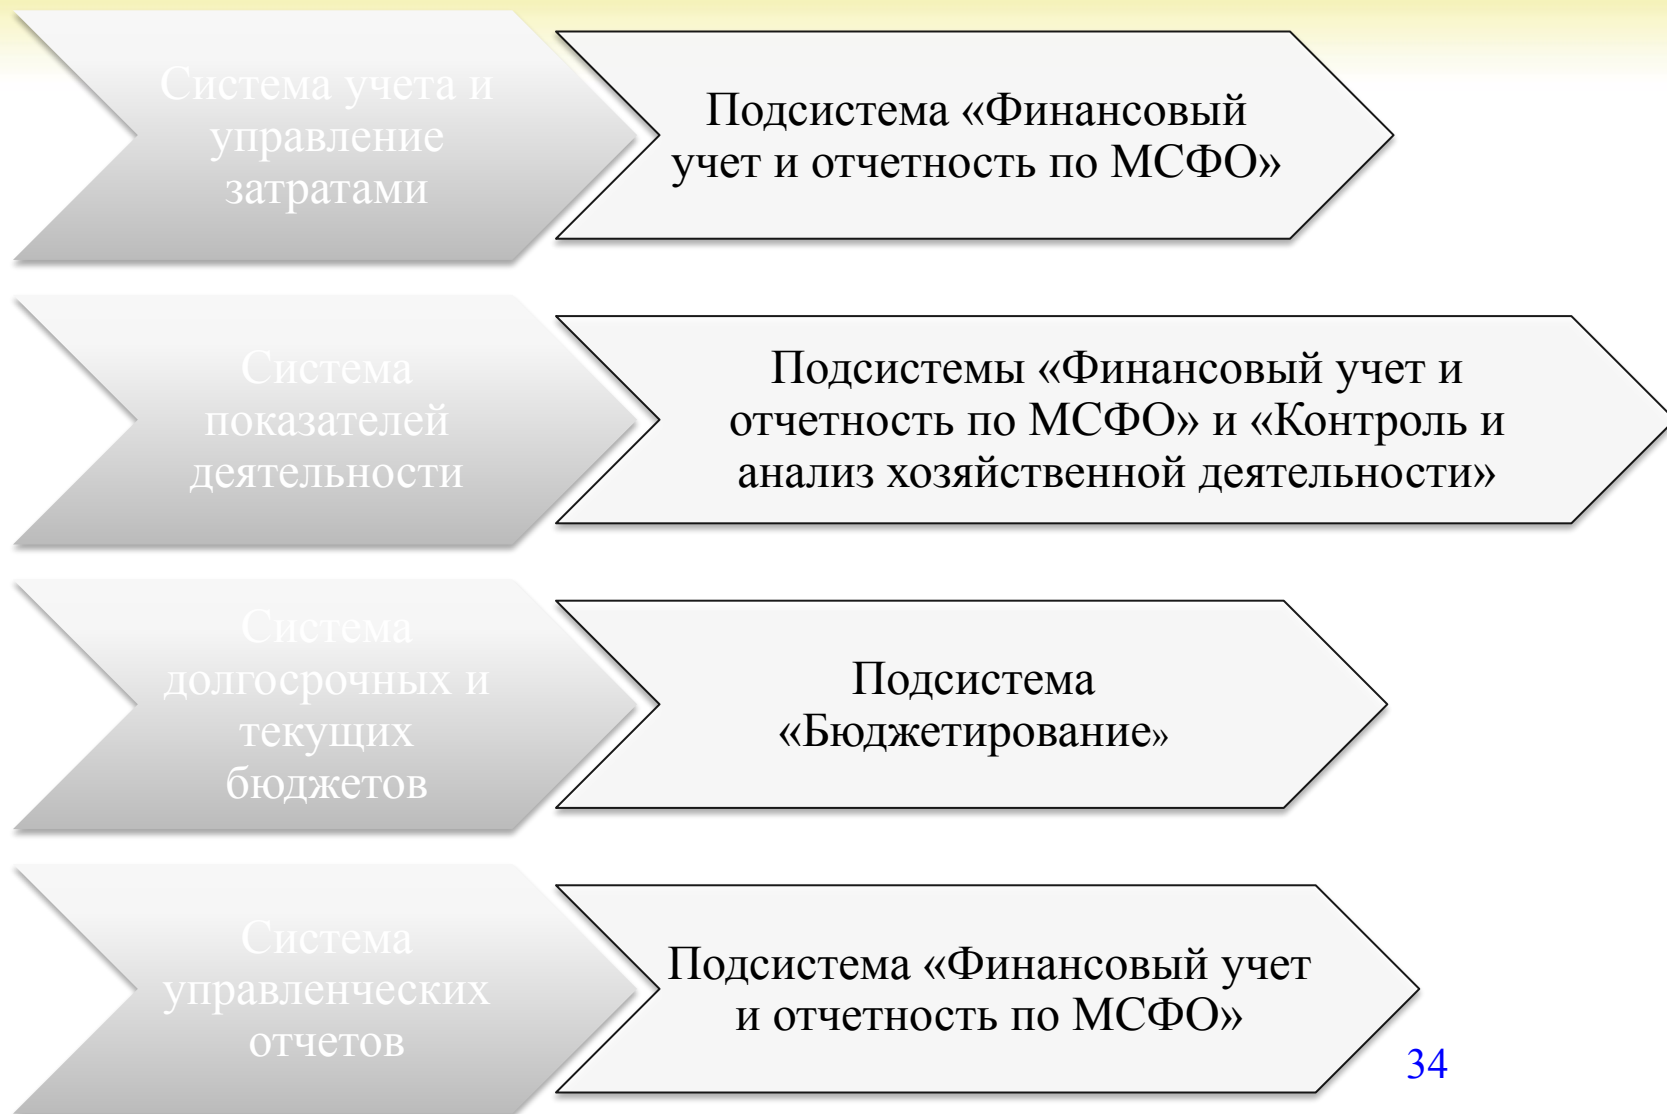 Система учета и
управление
затратами
Подсистема «Финансовый
учет и отчетность по МСФО»
Система
показателей
деятельности
Подсистемы «Финансовый учет и
отчетность по МСФО» и «Контроль и
анализ хозяйственной деятельности»
Система
долгосрочных и
текущих
бюджетов
Подсистема
«Бюджетирование»
Система
управленческих
отчетов
Подсистема «Финансовый учет
и отчетность по МСФО»
34